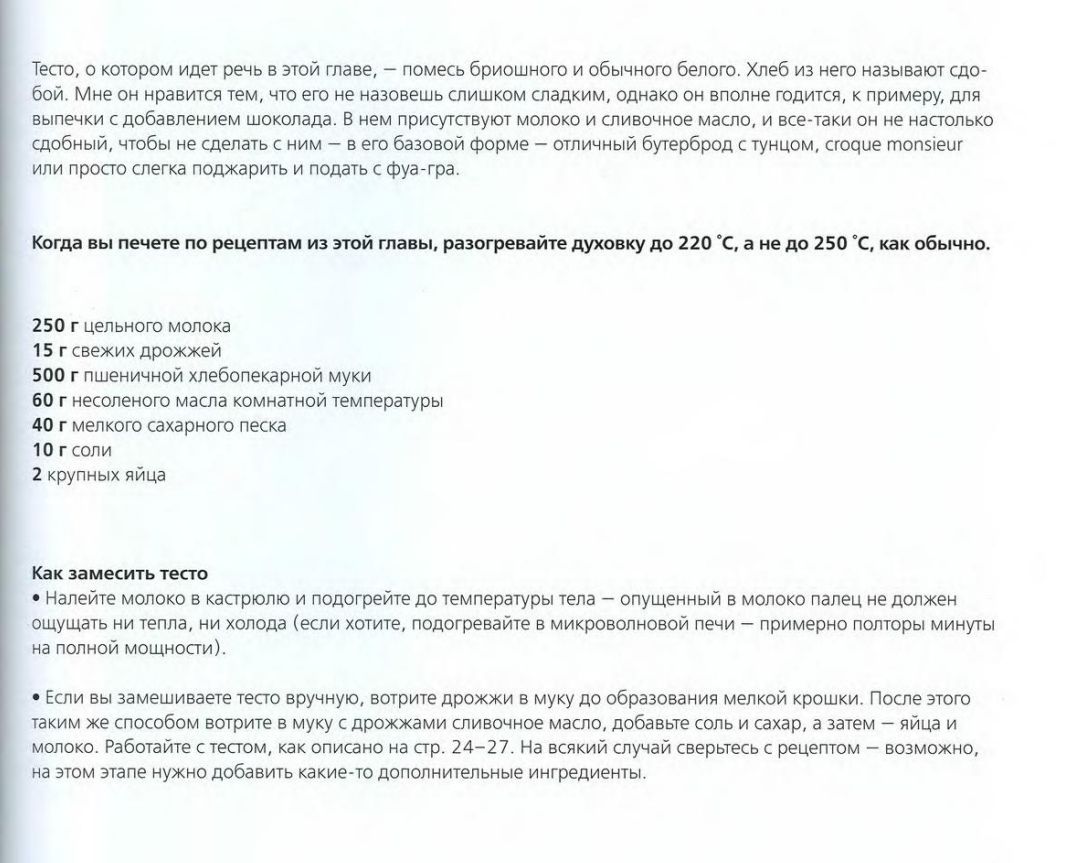 Тесто, о котором идет речь в этой главе, — помесь бриошного и обычного белого. Хлеб из него называют сдо-
бой. Мне он нравится тем, что его не назовешь слишком сладким, однако он вполне годится, к примеру, для
выпечки с добавлением шоколада. В нем присутствуют молоко и сливочное масло, и все-таки он не настолько
сдобный, чтобы не сделать с ним — в его базовой форме — отличный бутерброд с тунцом, croque monsieur
или просто слегка поджарить и подать с фуа-гра.
Когда вы печете по рецептам из этой главы, разогревайте духовку до 220 ˚С, а не до 250 ˚С, как обычно.
250 г цельного молока
15 г свежих дрожжей
500 г пшеничной хлебопекарной муки
60 г несоленого масла комнатной температуры
40 г мелкого сахарного песка
10 г соли
2 крупных яйца
Как замесить тесто
• Налейте молоко в кастрюлю и подогрейте до температуры тела — опущенный в молоко палец не должен
ощущать ни тепла, ни холода (если хотите, подогревайте в микроволновой печи — примерно полторы минуты
на полной мощности).
• Если вы замешиваете тесто вручную, вотрите дрожжи в муку до образования мелкой крошки. После этого
таким же способом вотрите в муку с дрожжами сливочное масло, добавьте соль и сахар, а затем — яйца и
молоко. Работайте с тестом, как описано на стр. 24–27. На всякий случай сверьтесь с рецептом — возможно,
на этом этапе нужно добавить какие-то дополнительные ингредиенты.